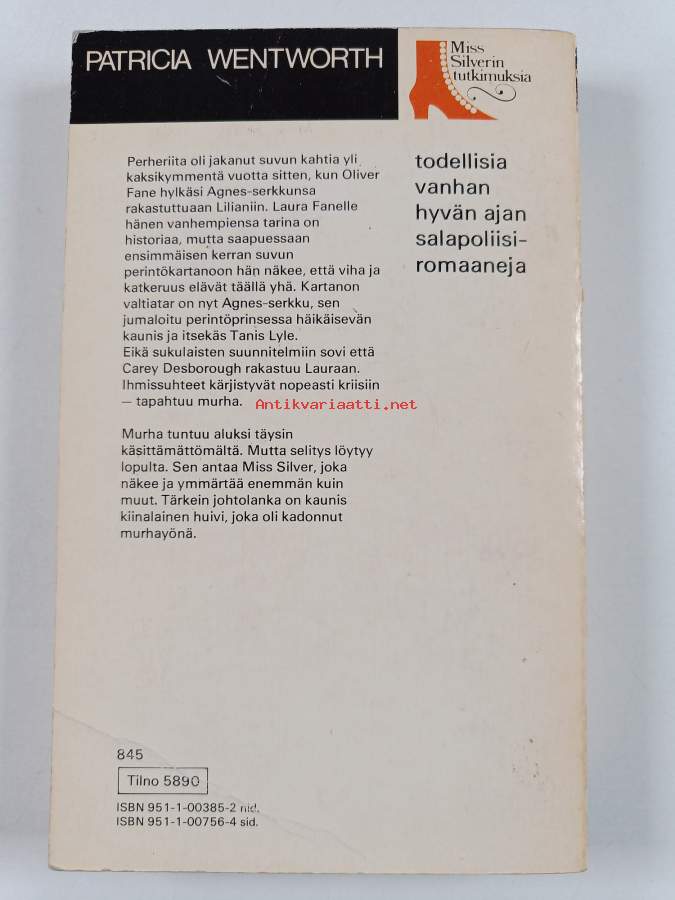 PATRICIA WENTWORTH
Miss
Silverin
tutkimuksia
Perheriita oli jakanut suvun kahtia yli
kaksikymmentä vuotta sitten, kun Oliver
Fane hylkäsi Agnes-serkkunsa
rakastuttuaan Lilianiin. Laura Fanelle
hänen vanhempiensa tarina on
historiaa, mutta saapuessaan
ensimmäisen kerran suvun
perintökartanoon hän näkee, että viha ja
katkeruus elävät täällä yhä. Kartanon
valtiatar on nyt Agnes-serkku, sen
jumaloitu perintöprinsessa häikäisevän
kaunis ja itsekäs Tanis Lyle.
Eikä sukulaisten suunnitelmiin sovi että
Carey Desborough rakastuu Lauraan.
Ihmissuhteet kärjistyvät nopeasti kriisiin
— tapahtuu murha.
Antikvariaatti.net
Murha tuntuu aluksi täysin
käsittämättömältä. Mutta selitys löytyy
lopulta. Sen antaa Miss Silver, joka
näkee ja ymmärtää enemmän kuin
muut. Tärkein johtolanka on kaunis
kiinalainen huivi, joka oli kadonnut
murhayönä.
todellisia
vanhan
hyvän ajan
salapoliisi-
romaaneja
845
Tilno 5890
ISBN 951-1-00385-2 nid.
ISBN 951-1-00756-4 sid.